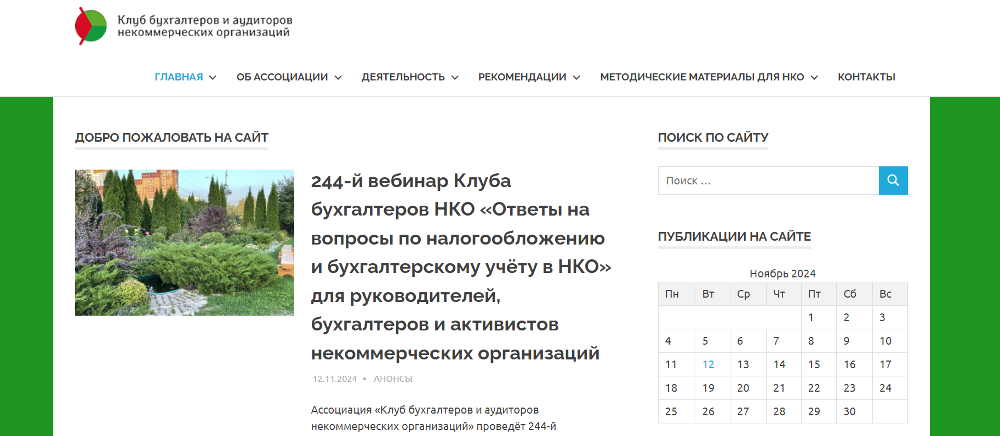 Клуб бухгалтеров и аудиторов
некоммерческих организаций
ГЛАВНАЯ ОБ АССОЦИАЦИИ ДЕЯТЕЛЬНОСТЬ РЕКОМЕНДАЦИИ МЕТОДИЧЕСКИЕ МАТЕРИАЛЫ ДЛЯ НКО КОНТАКТЫ
ДОБРО ПОЖАЛОВАТЬ НА САЙТ
244-й вебинар Клуба
бухгалтеров НКО «Ответы на
вопросы по налогообложению
и бухгалтерскому учёту в НКО»
для руководителей,
бухгалтеров и активистов
некоммерческих организаций
12.11.2024 • АНОНСЫ
Ассоциация «Клуб бухгалтеров и аудиторов
некоммерческих организаций» проведёт 244-й
ПОИСК ПО САЙТУ
Поиск …
ПУБЛИКАЦИИ НА САЙТЕ
Ноябрь 2024
Пн Вт Ср Чт Пт Сб Вс
1 2 3
4 5 6 7 8 9 10
11 12 13 14 15 16 17
18 19 20 21 22 23 24
25 26 27 28 29 30